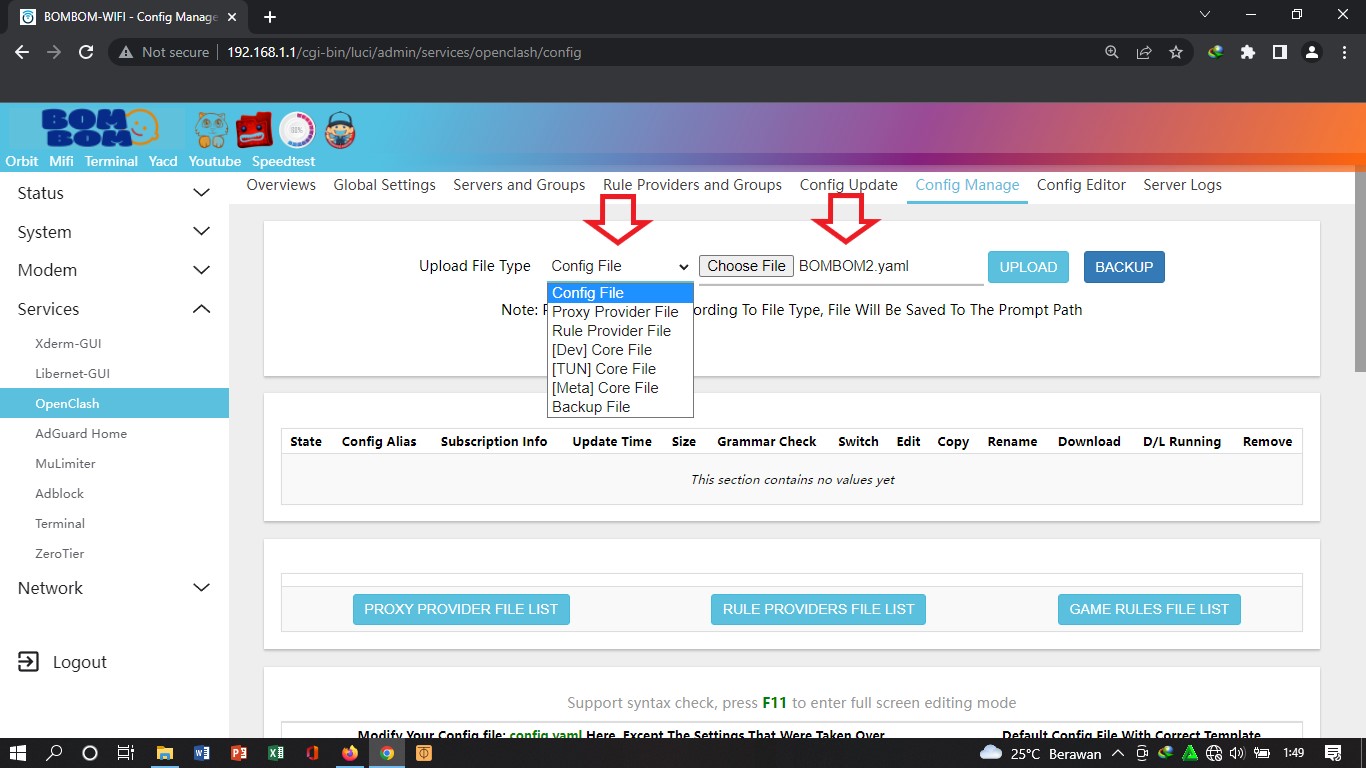 BOMBOM-WIFI - Config Manage
Not secure
192.168.1.1/cgi-bin/luci/admin/services/openclash/config
BOM
BOM
Orbit Mifi Terminal Yacd Youtube Speedtest
Status
System
Modem
Services
Xderm-GUI
Libernet-GUI
OpenClash
AdGuard Home
MuLimiter
Adblock
Terminal
ZeroTier
Network
Logout
Overviews Global Settings Servers and Groups Rule Providers and Groups Config Update Config Manage Config Editor Server Logs
Upload File Type Config File Choose File BOMBOM2.yaml UPLOAD BACKUP
Config File
Proxy Provider File
Rule Provider File
[Dev] Core File
[TUN] Core File
[Meta] Core File
Backup File
Note: To File Type, File Will Be Saved To The Prompt Path
State Config Alias Subscription Info Update Time Size Grammar Check Switch Edit Copy Rename Download D/L Running Remove
This section contains no values yet
PROXY PROVIDER FILE LIST RULE PROVIDERS FILE LIST GAME RULES FILE LIST
Support syntax check, press F11 to enter full screen editing mode
Modify Your Config file: config.yaml Here, Except The Settings That Were Taken Over
Default Config File With Correct Template
25°C Berawan 1:49